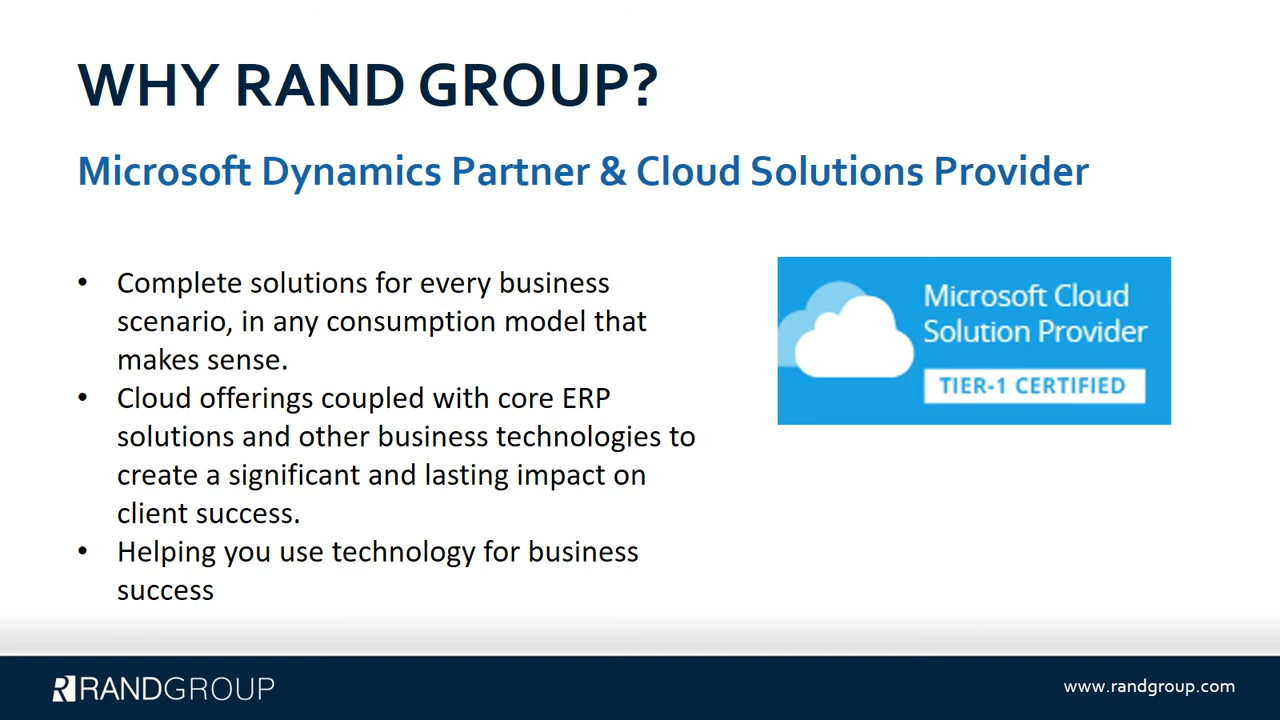 WHY RAND GROUP?
Microsoft Dynamics Partner & Cloud Solutions Provider
• Complete solutions for every business
scenario, in any consumption model that
makes sense.
• Cloud offerings coupled with core ERP
solutions and other business technologies to
create a significant and lasting impact on
client success.
• Helping you use technology for business
success
Microsoft Cloud
Solution Provider
TIER-1 CERTIFIED
RANDGROUP
www.randgroup.com